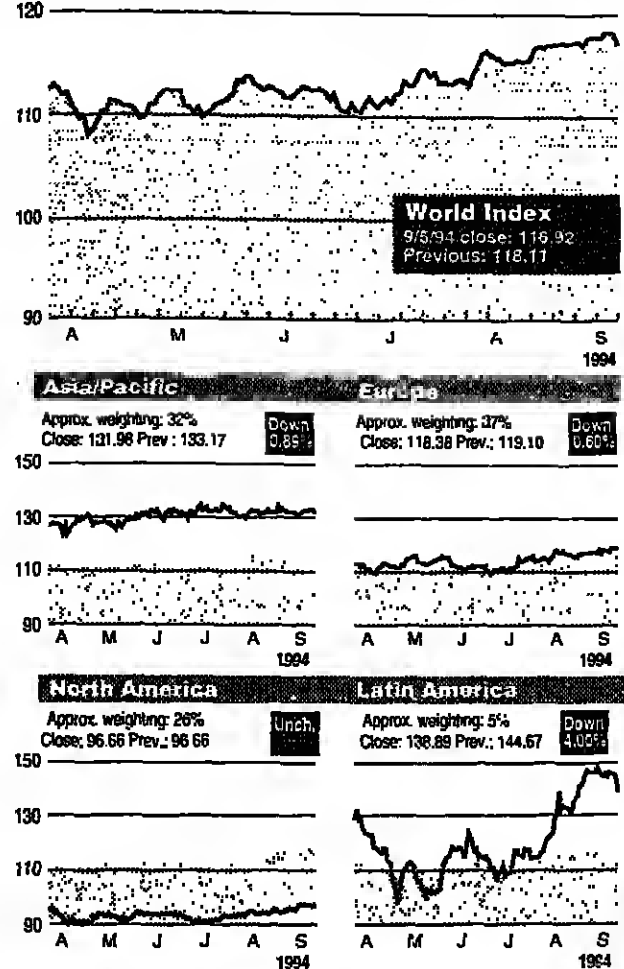 120
110
100
90
World Index
9/5/94 close: 116.92
Previous: 118.11
A M J J A S
1994
Asia/Pacific
Approx. weighting: 32%
Close: 131.98 Prev.: 133.17
Down
0.89%
150
130
110
90
A M J J A S
1994
Europe
Approx. weighting: 37%
Close: 118.38 Prev.: 119.10
Down
0.60%
A M J J A S
1994
North America
Approx. weighting: 26%
Close: 96.66 Prev.: 96.66
Unch.
150
130
110
90
A M J J A S
1994
Latin America
Approx. weighting: 5%
Close: 138.89 Prev.: 144.67
Down
4.00%
A M J J A S
1994